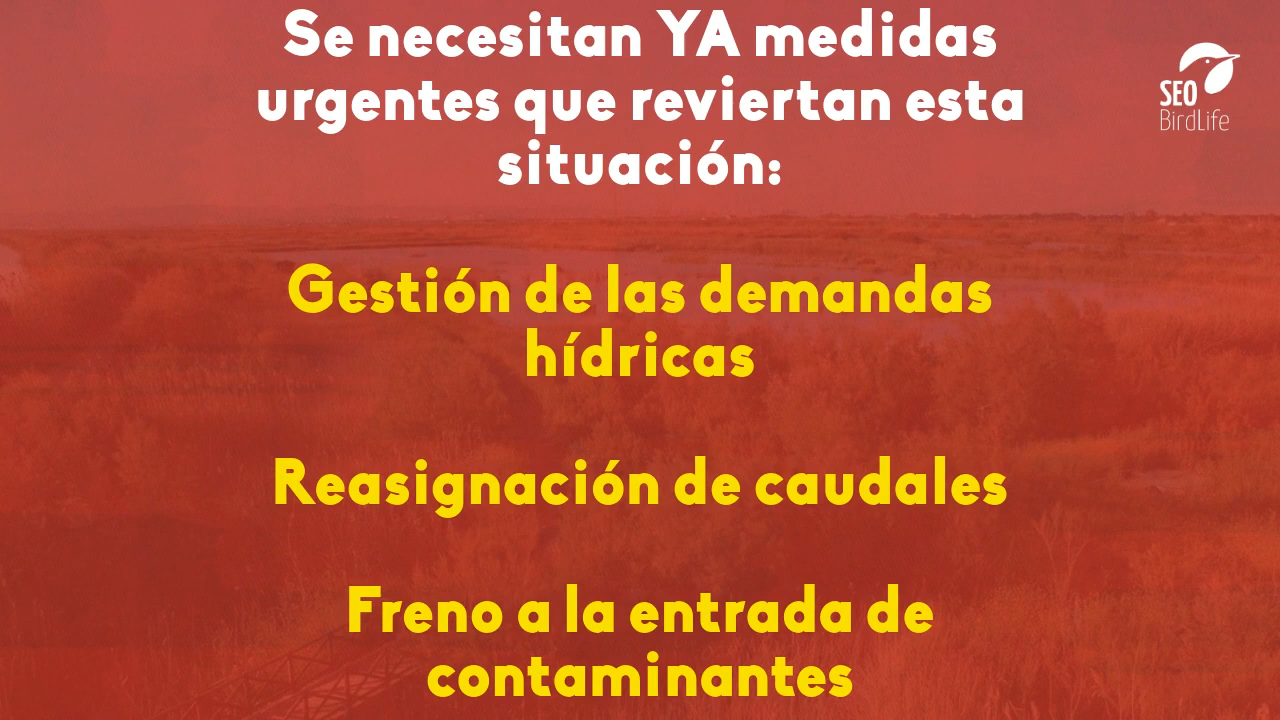 Se necesitan YA medidas
urgentes que reviertan esta
situación:
SEO
BirdLife
Gestión de las demandas
hídricas
Reasignación de caudales
Freno a la entrada de
contaminantes